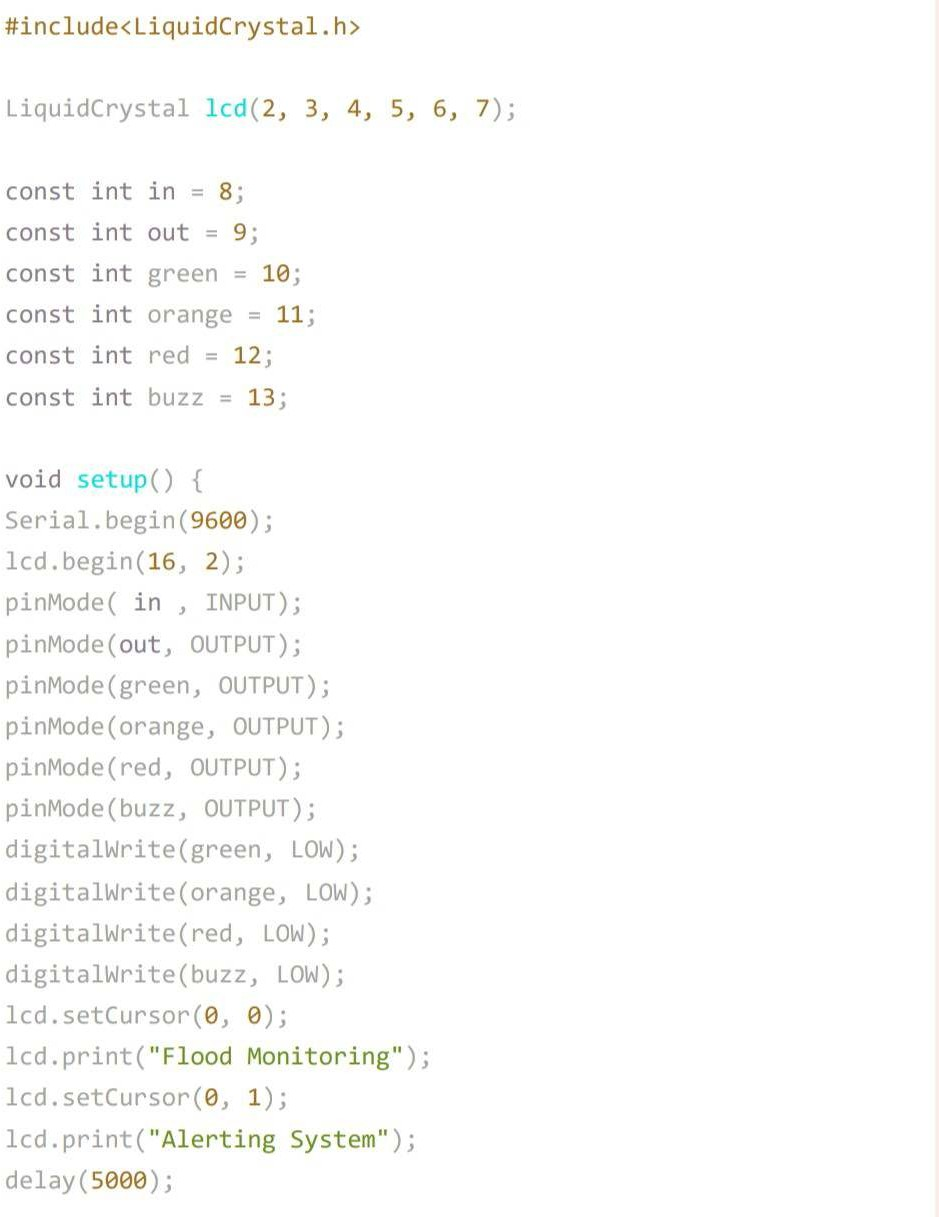 #include<LiquidCrystal.h>
LiquidCrystal lcd(2, 3, 4, 5, 6, 7);
const int in = 8;
const int out = 9;
const int green = 10;
const int orange = 11;
const int red = 12;
const int buzz = 13;
void setup() {
Serial.begin(9600);
lcd.begin(16, 2);
pinMode( in , INPUT);
pinMode(out, OUTPUT);
pinMode(green, OUTPUT);
pinMode(orange, OUTPUT);
pinMode(red, OUTPUT);
pinMode(buzz, OUTPUT);
digitalWrite(green, LOW);
digitalWrite(orange, LOW);
digitalWrite(red, LOW);
digitalWrite(buzz, LOW);
lcd.setCursor(0, 0);
lcd.print("Flood Monitoring");
lcd.setCursor(0, 1);
lcd.print("Alerting System");
delay(5000);